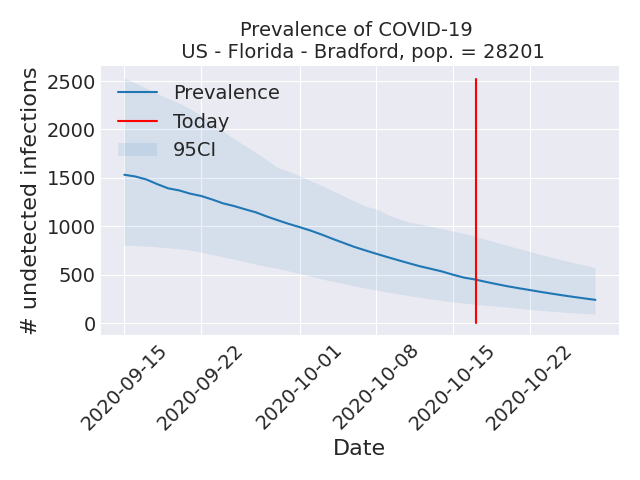 Prevalence of COVID-19
US - Florida - Bradford, pop. = 28201
# undetected infections
2500
2000
1500
1000
500
0
Prevalence
Today
95CI
2020-09-15
2020-09-22
2020-10-01
2020-10-08
2020-10-15
2020-10-22
Date